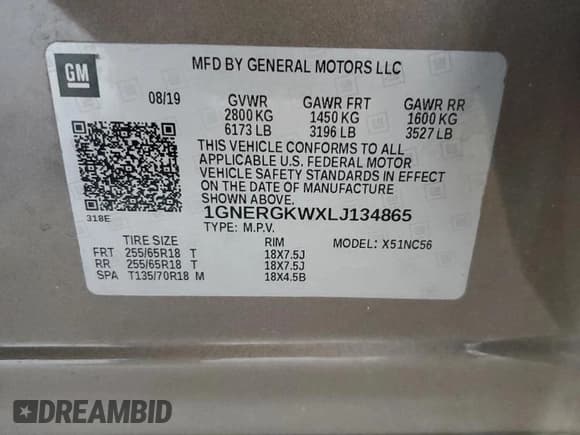 GM
MFD BY GENERAL MOTORS LLC
08/19 GVWR GAWR FRT GAWR RR
2800 KG 1450 KG 1600 KG
6173 LB 3196 LB 3527 LB
THIS VEHICLE CONFORMS TO ALL
APPLICABLE U.S. FEDERAL MOTOR
VEHICLE SAFETY STANDARDS IN EFFECT
ON THE DATE OF MANUFACTURE
SHOWN ABOVE.
318E
1GNERGKWXLJ134865
TYPE: M.P.V. MODEL: X51NC56
TIRE SIZE RIM
FRT 255/65R18 T 18X7.5J
RR 255/65R18 T 18X7.5J
SPA T135/70R18 M 18X4.5B
DREAMBID